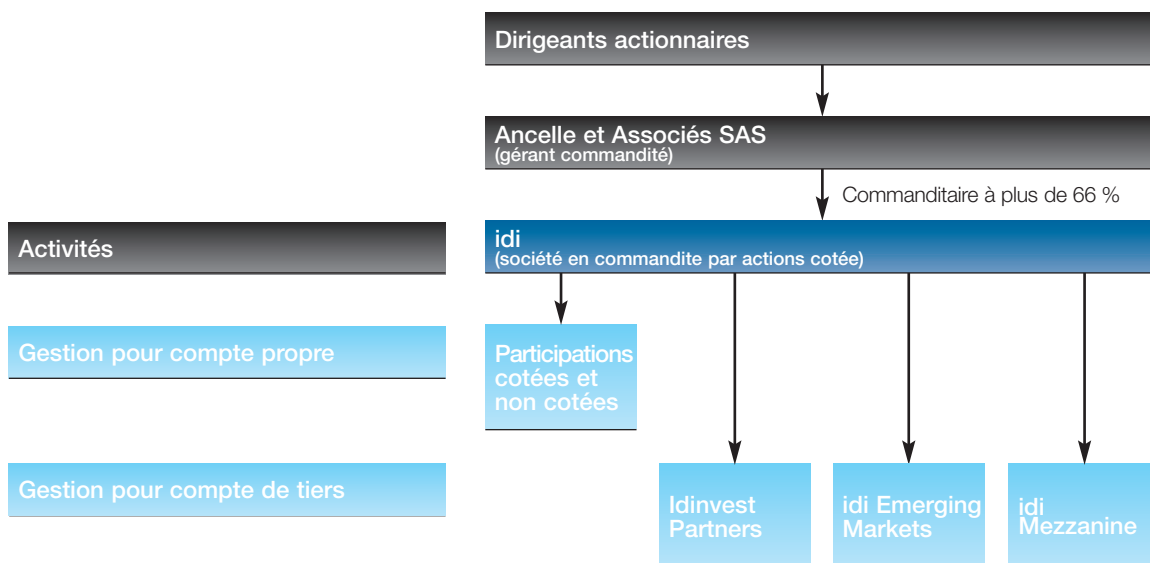 Dirigeants actionnaires
Ancelle et Associés SAS
(gérant commandité)
Commanditaire à plus de 66 %
Activités
idi
(société en commandite par actions cotée)
Gestion pour compte propre
Participations
cotées et
non cotées
Gestion pour compte de tiers
Idinvest
Partners
idi Emerging
Markets
idi
Mezzanine